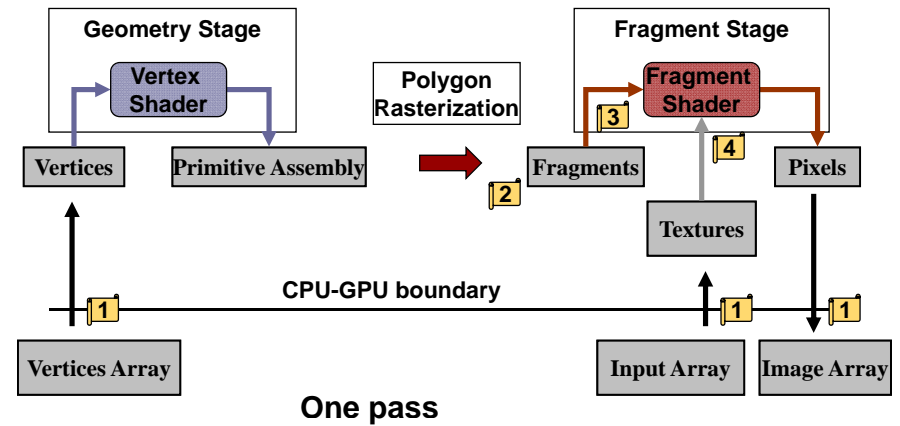 Geometry Stage
Fragment Stage
Vertex
Shader
Polygon
Rasterization
Fragment
Shader
3
4
Vertices
Primitive Assembly
2
Fragments
Pixels
Textures
CPU-GPU boundary
1
1
1
Vertices Array
Input Array
Image Array
One pass